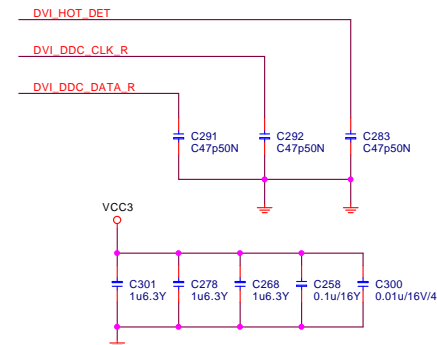 DVI_HOT_DET
DVI_DDC_CLK_R
DVI_DDC_DATA_R
C291
C47p50N
C292
C47p50N
C283
C47p50N
VCC3
C301
1u6.3Y
C278
1u6.3Y
C268
1u6.3Y
C258
0.1u/16Y
C300
0.01u/16V/4